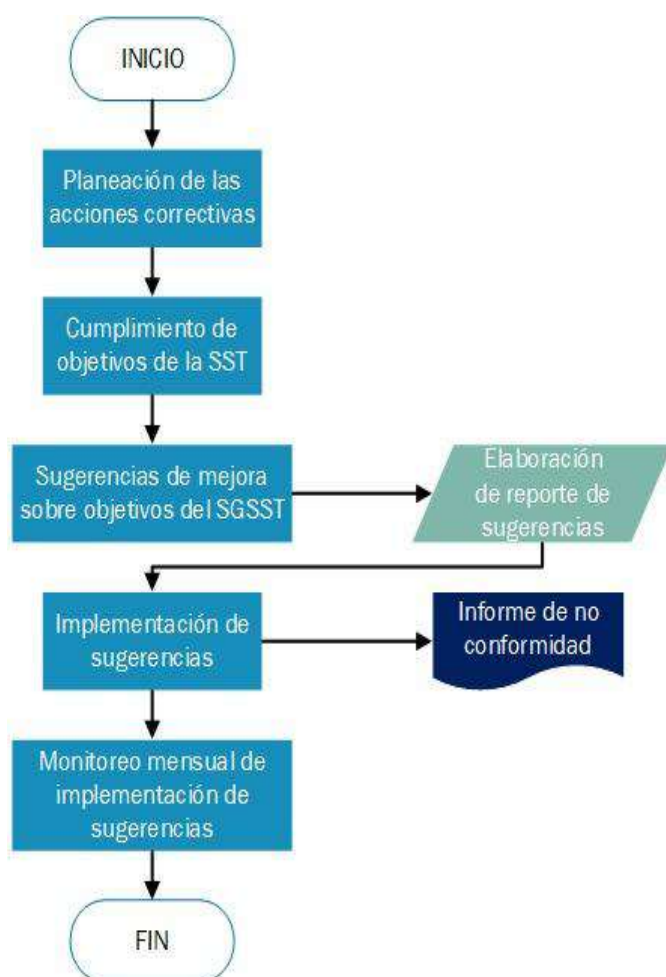 INICIO
Planeación de las
acciones correctivas
Cumplimiento de
objetivos de la SST
Sugerencias de mejora
sobre objetivos del SGSST
Elaboración
de reporte de
sugerencias
Implementación de
sugerencias
Informe de no
conformidad
Monitoreo mensual de
implementación de
sugerencias
FIN